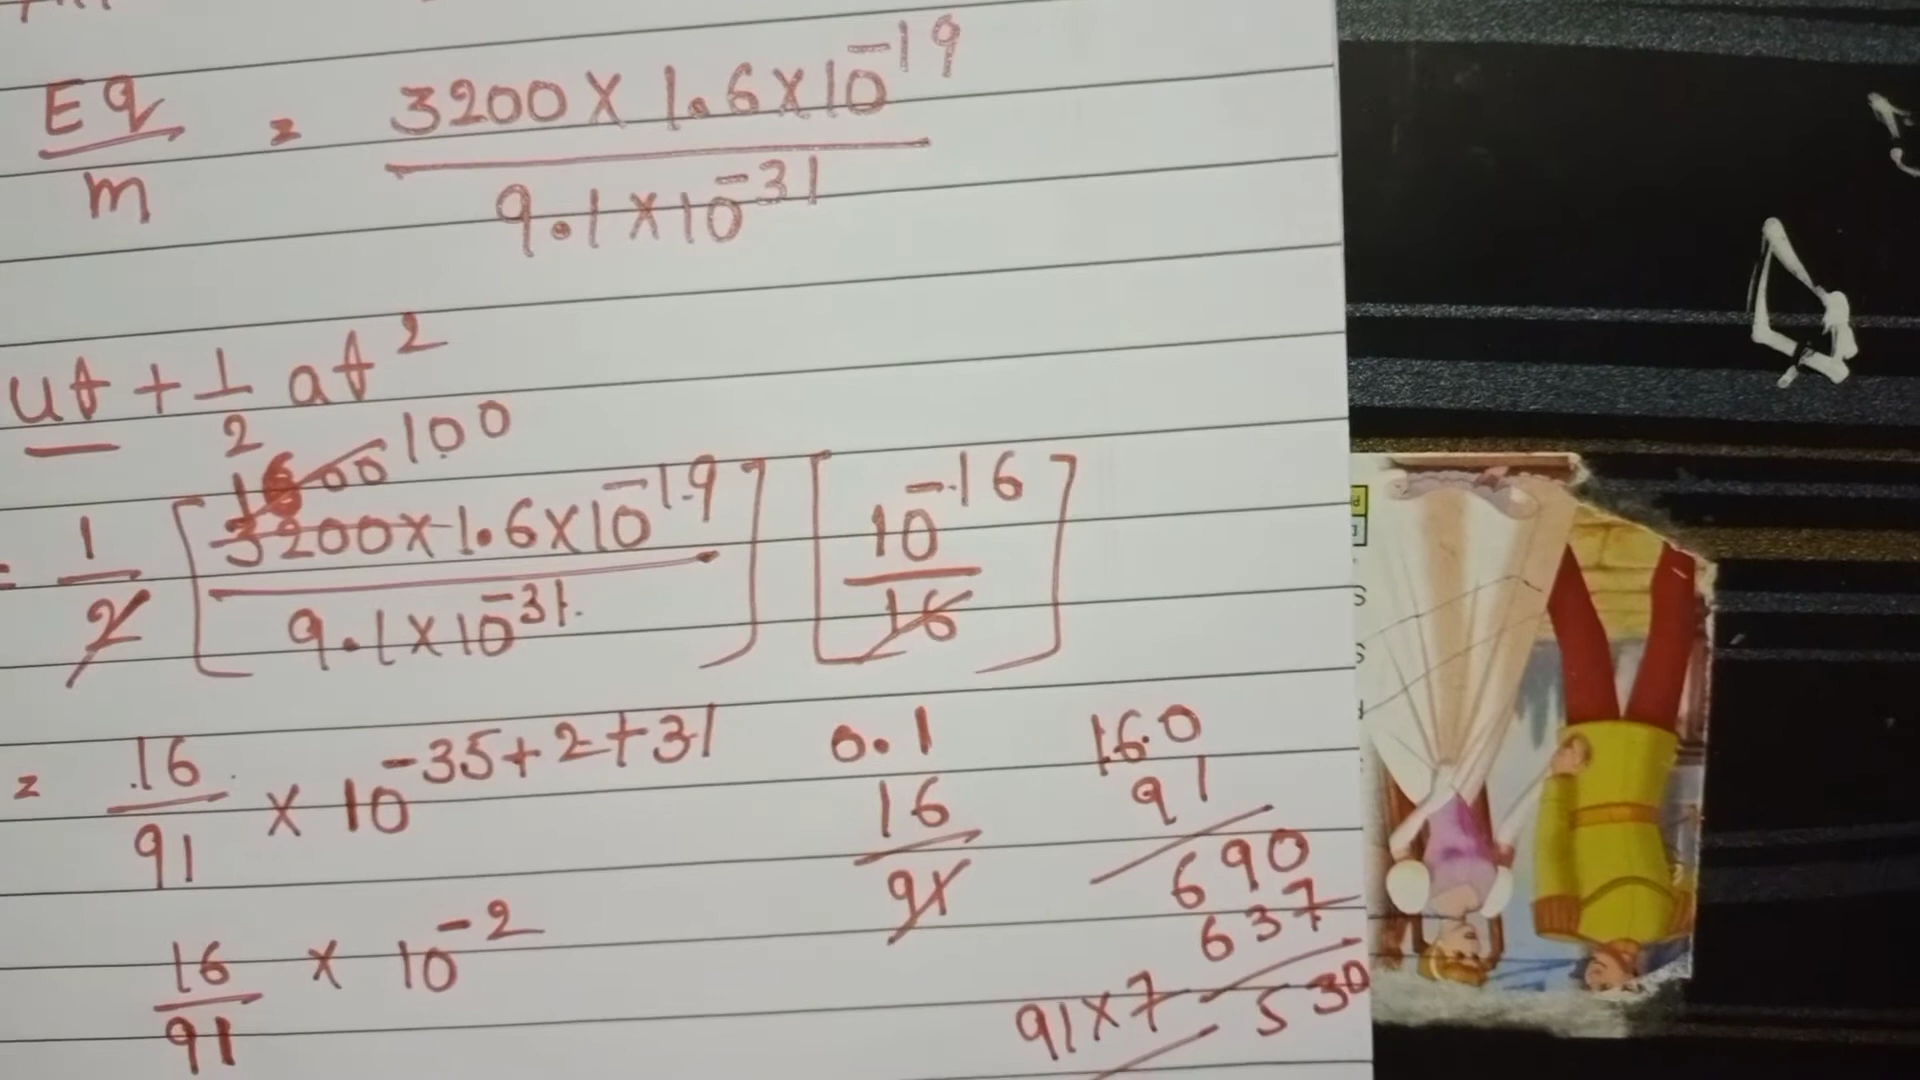 Eq/m = 3200 × 1.6 × 10^-19 / 9.1 × 10^-31
ut + 1/2 at^2
1600 100
= 1/2 [3200 × 1.6 × 10^-19 / 9.1 × 10^-31] [10^-16 / 16]
= 16/91 × 10^-35+2+31
0.1
16/91
16.0
91
690
637
530
91×7
16/91 × 10^-2